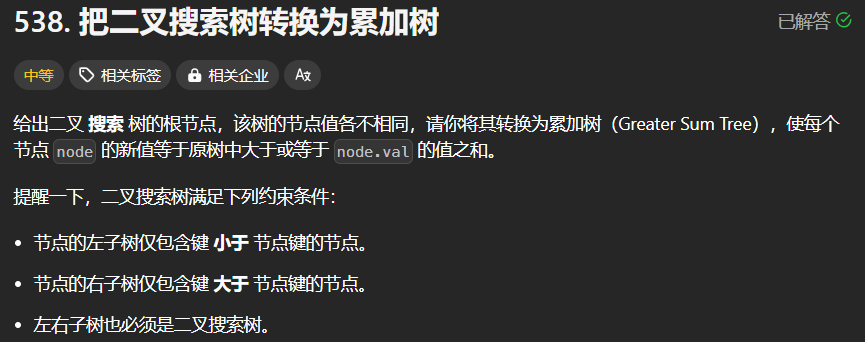 538. 把二叉搜索树转换为累加树
已解答
中等 相关标签 相关企业 A文
给出二叉 搜索 树的根节点，该树的节点值各不相同，请你将其转换为累加树（Greater Sum Tree），使每个
节点 node 的新值等于原树中大于或等于 node.val 的值之和。
提醒一下，二叉搜索树满足下列约束条件：
• 节点的左子树仅包含键 小于 节点键的节点。
• 节点的右子树仅包含键 大于 节点键的节点。
• 左右子树也必须是二叉搜索树。